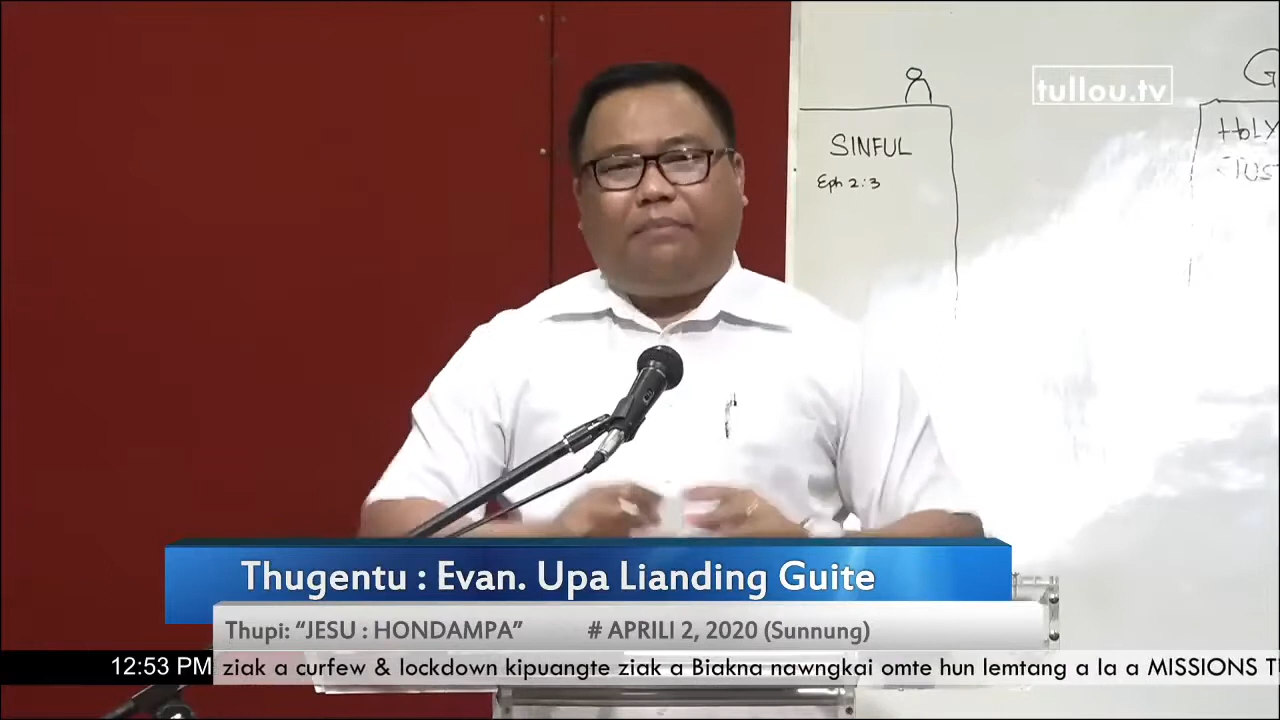 G
tullou.tv
HOLY
SINFUL
Eph 2:3
Thugentu : Evan. Upa Lianding Guite
Thupi: “JESU : HONDAMPA” # APRILI 2, 2020 (Sunnung)
12:53 PM ziak a curfew & lockdown kipuangte ziak a Biakna nawngkai omte hun lemtang a la a MISSIONS T